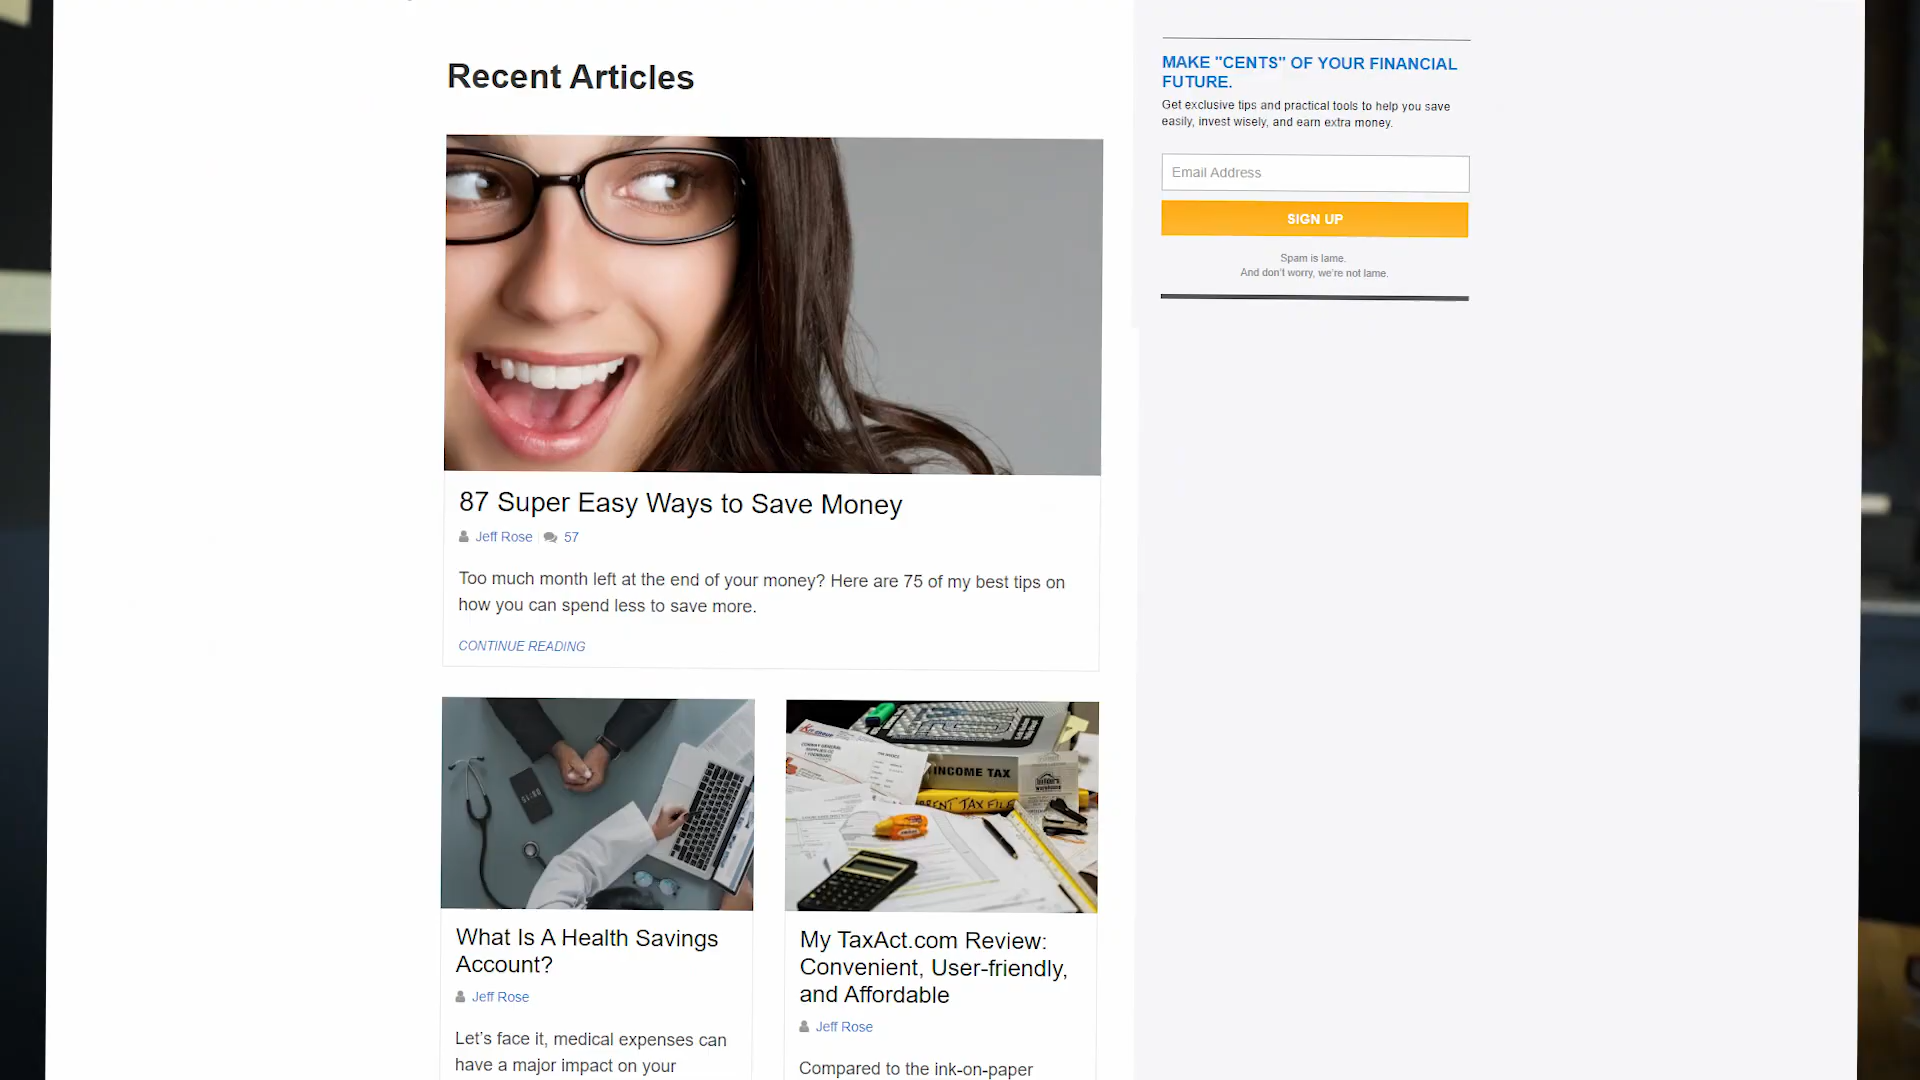 Recent Articles
MAKE "CENTS" OF YOUR FINANCIAL
FUTURE.
Get exclusive tips and practical tools to help you save
easily, invest wisely, and earn extra money.
Email Address
SIGN UP
Spam is lame.
And don't worry, we're not lame.
87 Super Easy Ways to Save Money
Jeff Rose
57
Too much month left at the end of your money? Here are 75 of my best tips on
how you can spend less to save more.
CONTINUE READING
INCOME TAX
What Is A Health Savings
Account?
Jeff Rose
Let's face it, medical expenses can
have a major impact on your
My TaxAct.com Review:
Convenient, User-friendly,
and Affordable
Jeff Rose
Compared to the ink-on-paper